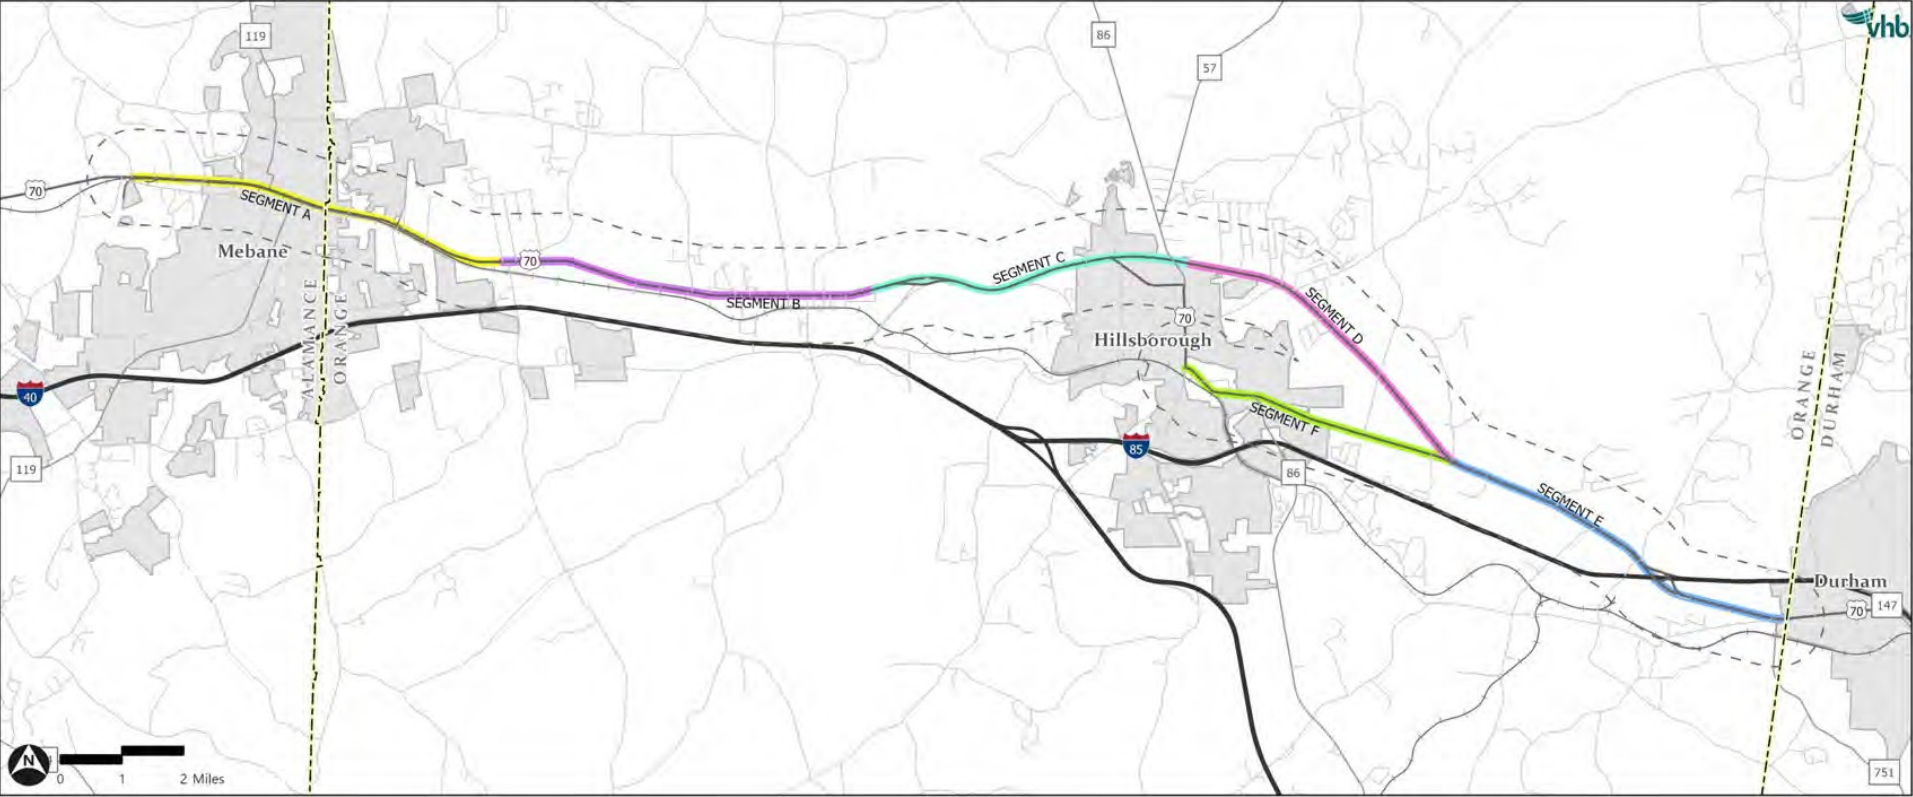 119
86
57
vhb
70
SEGMENT A
Mebane
70
SEGMENT B
SEGMENT C
SEGMENT D
70
Hillsborough
ALAMANCE
ORANGE
ORANGE
DURHAM
40
SEGMENT F
85
119
86
SEGMENT E
Durham
70
147
N
0
1
2 Miles
751